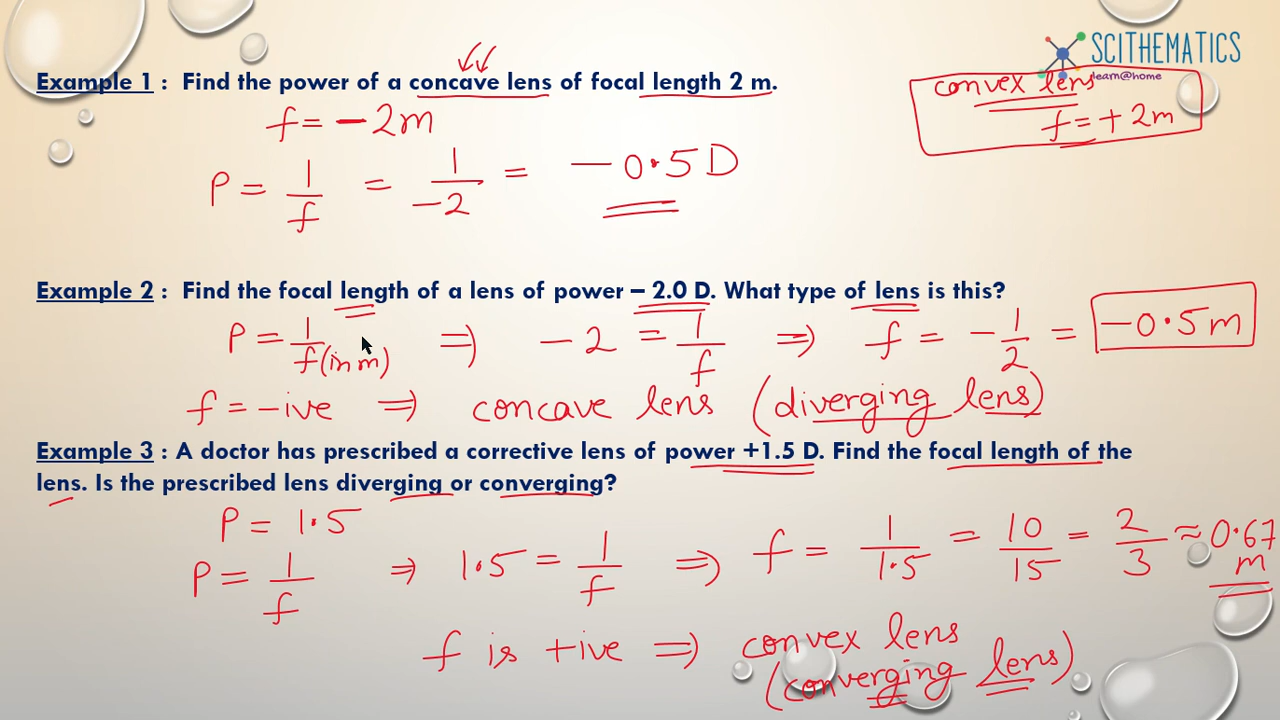 SCITHEMATICS
learn@home
Example 1 : Find the power of a concave lens of focal length 2 m.
convex lens
f = + 2m
f = - 2m
P = 1/f = 1/-2 = - 0.5 D
Example 2 : Find the focal length of a lens of power – 2.0 D. What type of lens is this?
P = 1/f(in m) ⇒ - 2 = 1/f ⇒ f = - 1/2 = - 0.5 m
f = -ive ⇒ concave lens (diverging lens)
Example 3 : A doctor has prescribed a corrective lens of power +1.5 D. Find the focal length of the
lens. Is the prescribed lens diverging or converging?
P = 1.5
P = 1/f ⇒ 1.5 = 1/f ⇒ f = 1/1.5 = 10/15 = 2/3 ≈ 0.67 m
f is +ive ⇒ convex lens
(converging lens)